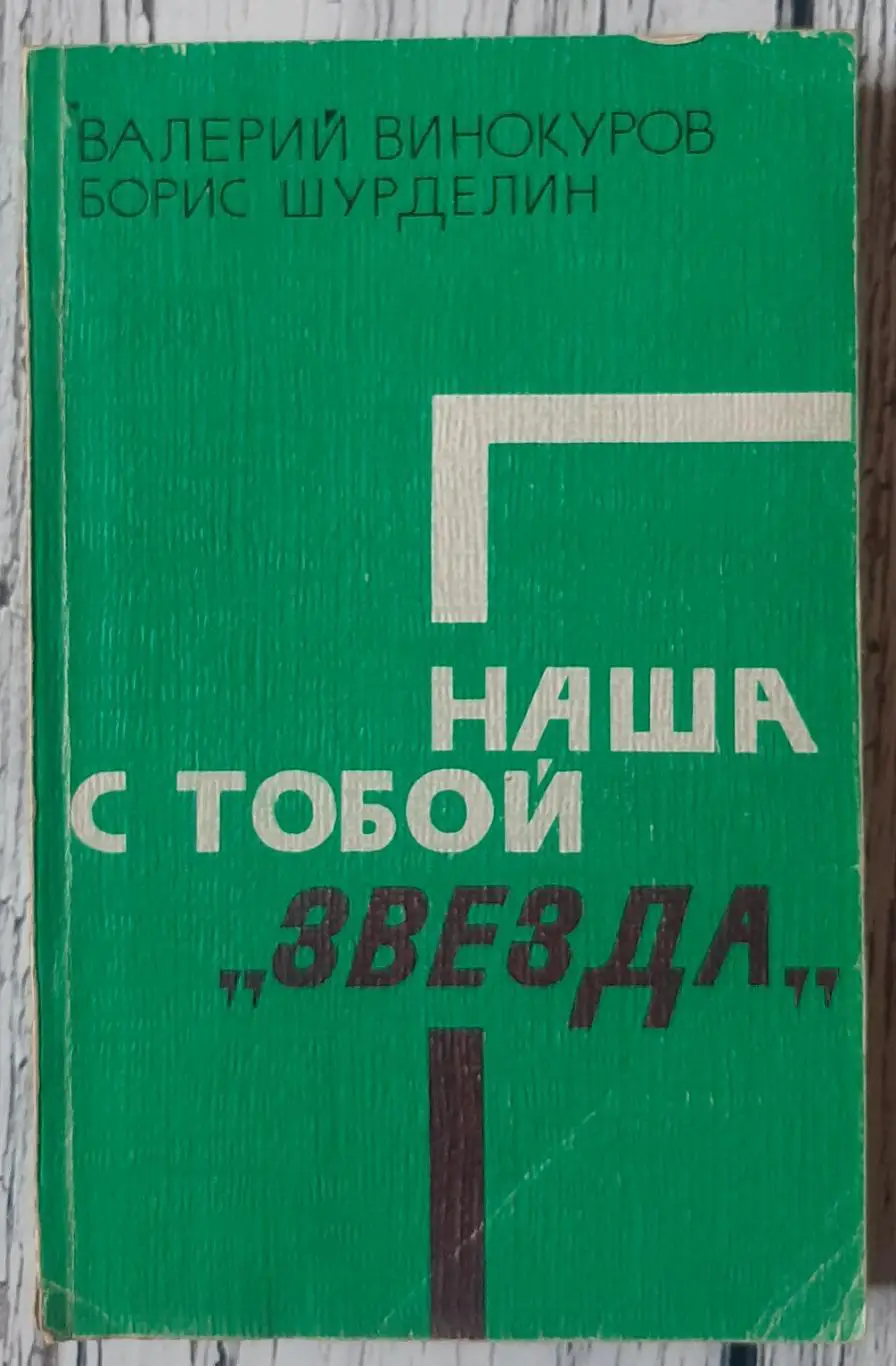 ВАЛЕРИЙ ВИНОКУРОВ
БОРИС ШУРДЕЛИН
НАША
С ТОБОЙ
„ЗВЕЗДА„